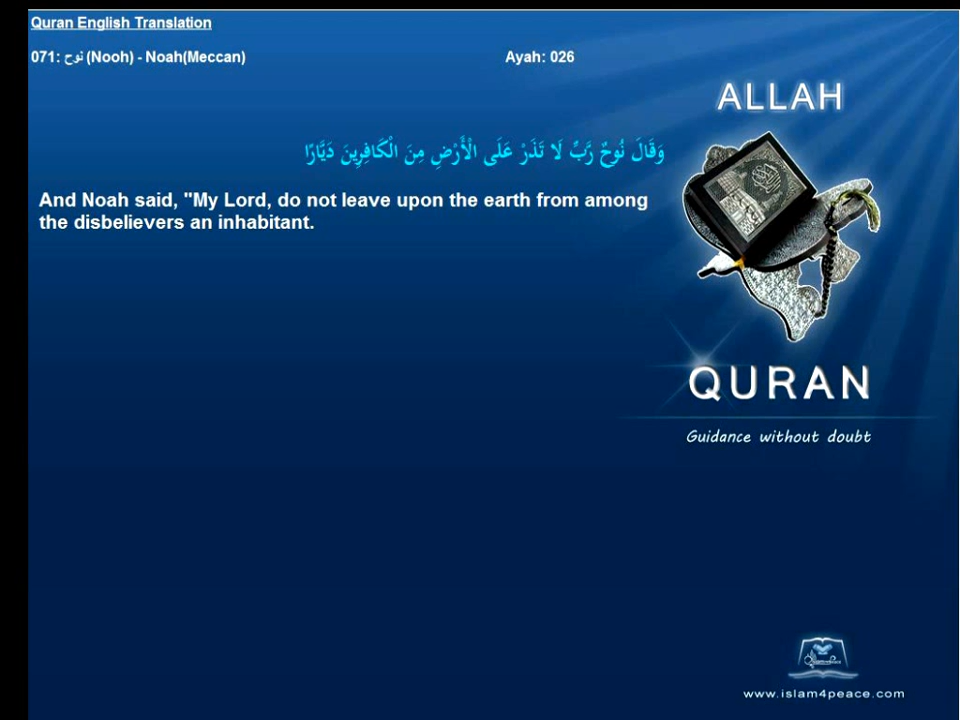 Quran English Translation
071: نوح (Nooh) - Noah(Meccan) Ayah: 026
ALLAH
وَقَالَ نُوحٌ رَّبِّ لَا تَذَرْ عَلَى الْأَرْضِ مِنَ الْكَافِرِينَ دَيَّارًا
And Noah said, "My Lord, do not leave upon the earth from among
the disbelievers an inhabitant.
QURAN
Guidance without doubt
www.islam4peace.com